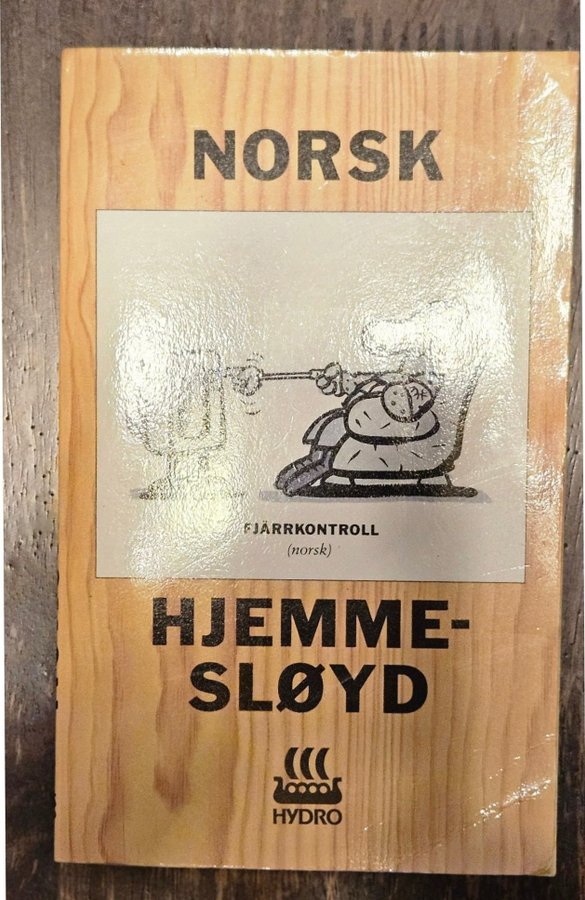 NORSK
FJÄRRKONTROLL
(norsk)
HJEMME-
SLØYD
HYDRO